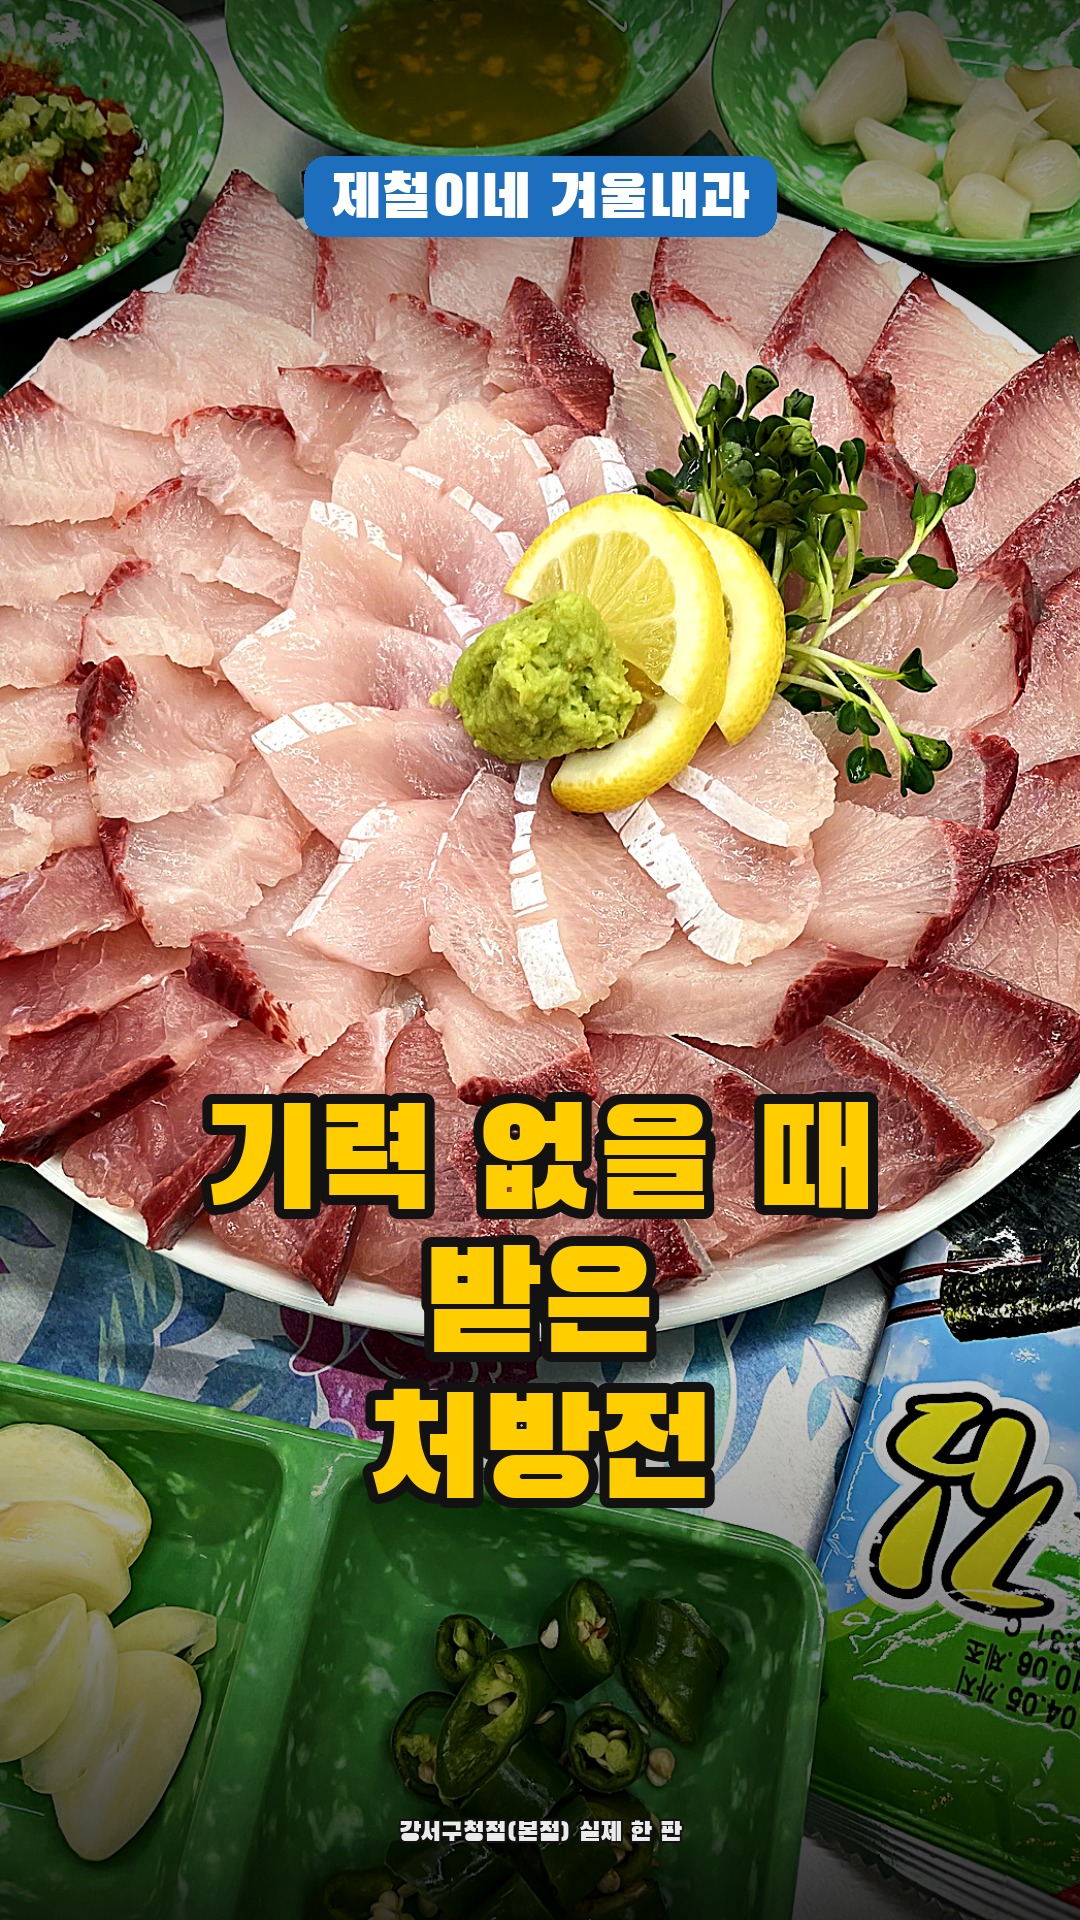 제철이네 겨울내과
기력 없을 때
받은
처방전
강서구청점(본점) 실제 한 판